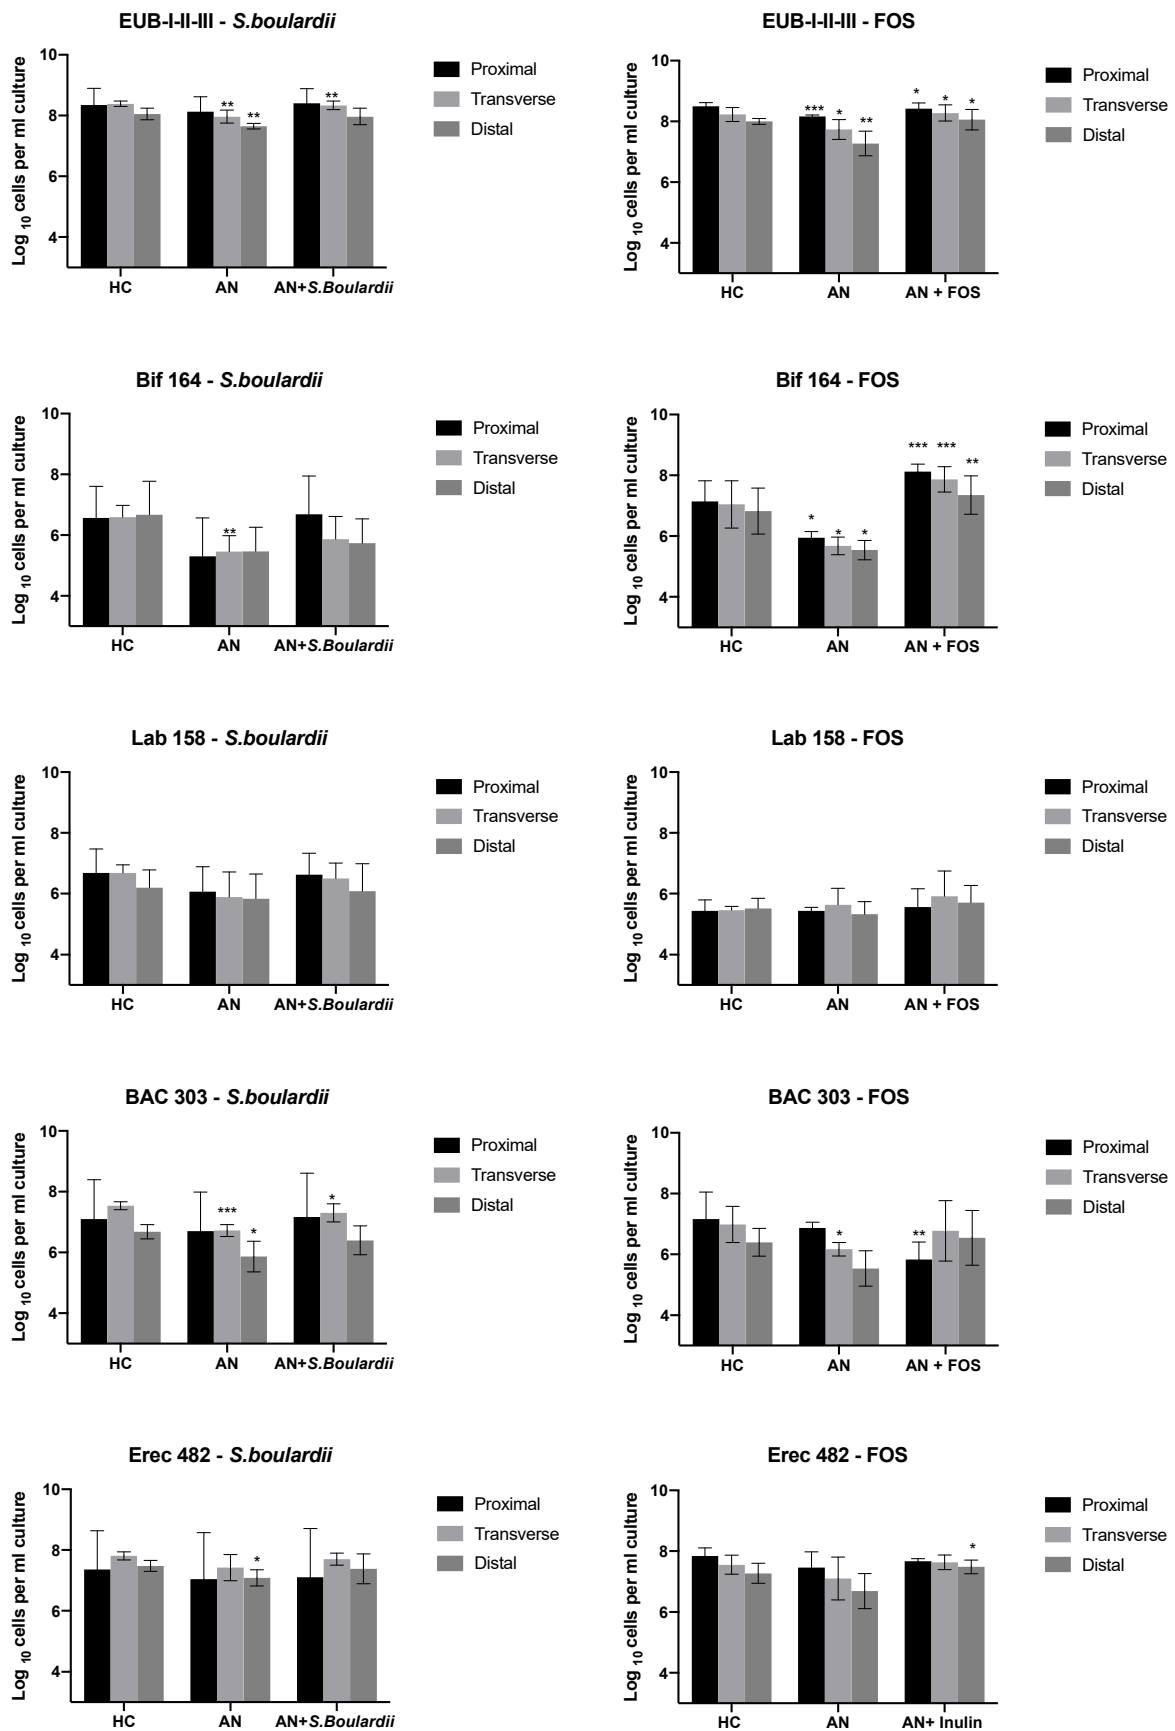 EUB-I-II-III - S.boulardii
Log 10 cells per ml culture
10
8
6
4
** ** **
HC AN AN+S.Boulardii
Proximal
Transverse
Distal
EUB-I-II-III - FOS
Log 10 cells per ml culture
10
8
6
4
*** * ** * * *
HC AN AN + FOS
Proximal
Transverse
Distal
Bif 164 - S.boulardii
Log 10 cells per ml culture
10
8
6
4
**
HC AN AN+S.Boulardii
Proximal
Transverse
Distal
Bif 164 - FOS
Log 10 cells per ml culture
10
8
6
4
* * * *** *** **
HC AN AN + FOS
Proximal
Transverse
Distal
Lab 158 - S.boulardii
Log 10 cells per ml culture
10
8
6
4
HC AN AN+S.Boulardii
Proximal
Transverse
Distal
Lab 158 - FOS
Log 10 cells per ml culture
10
8
6
4
HC AN AN + FOS
Proximal
Transverse
Distal
BAC 303 - S.boulardii
Log 10 cells per ml culture
10
8
6
4
*** * *
HC AN AN+S.Boulardii
Proximal
Transverse
Distal
BAC 303 - FOS
Log 10 cells per ml culture
10
8
6
4
* **
HC AN AN + FOS
Proximal
Transverse
Distal
Erec 482 - S.boulardii
Log 10 cells per ml culture
10
8
6
4
*
HC AN AN+S.Boulardii
Proximal
Transverse
Distal
Erec 482 - FOS
Log 10 cells per ml culture
10
8
6
4
*
HC AN AN+ Inulin
Proximal
Transverse
Distal